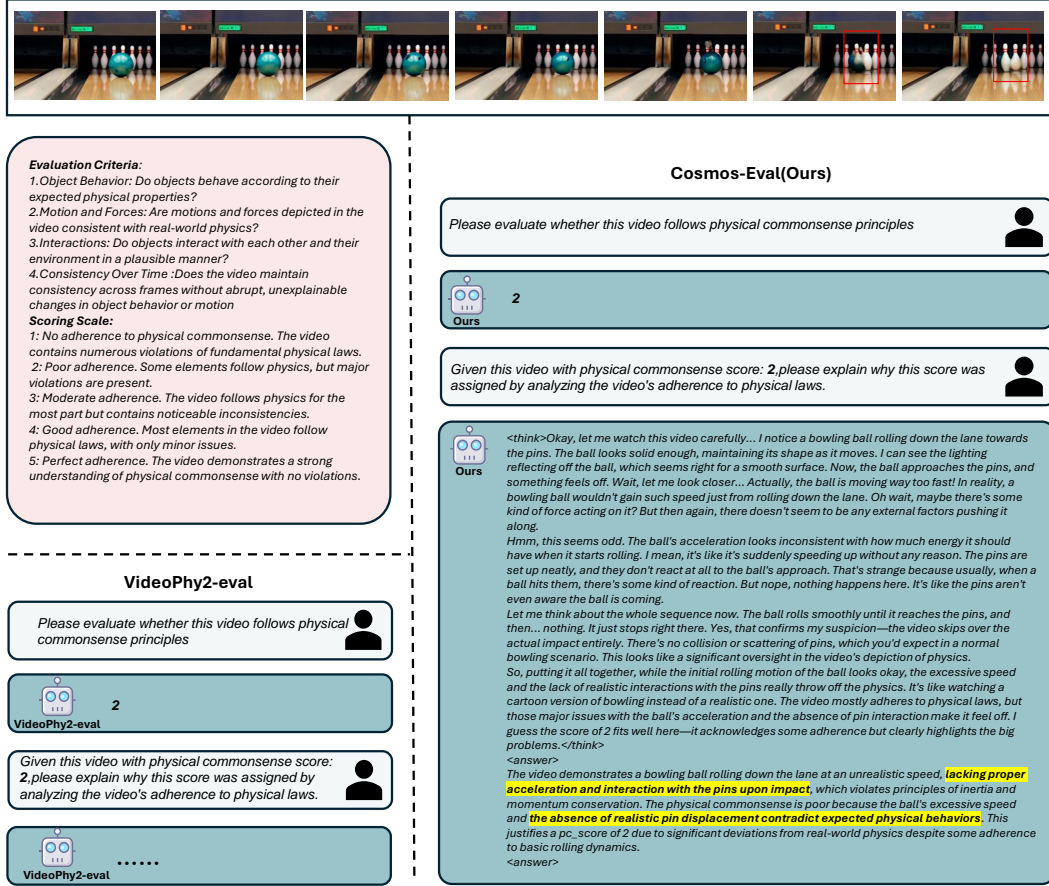 Evaluation Criteria:
1.Object Behavior: Do objects behave according to their
expected physical properties?
2.Motion and Forces: Are motions and forces depicted in the
video consistent with real-world physics?
3.Interactions: Do objects interact with each other and their
environment in a plausible manner?
4.Consistency Over Time :Does the video maintain
consistency across frames without abrupt, unexplainable
changes in object behavior or motion
Scoring Scale:
1: No adherence to physical commonsense. The video
contains numerous violations of fundamental physical laws.
2: Poor adherence. Some elements follow physics, but major
violations are present.
3: Moderate adherence. The video follows physics for the
most part but contains noticeable inconsistencies.
4: Good adherence. Most elements in the video follow
physical laws, with only minor issues.
5: Perfect adherence. The video demonstrates a strong
understanding of physical commonsense with no violations.
VideoPhy2-eval
Please evaluate whether this video follows physical
commonsense principles
2
VideoPhy2-eval
Given this video with physical commonsense score:
2,please explain why this score was assigned by
analyzing the video's adherence to physical laws.
......
VideoPhy2-eval
Cosmos-Eval(Ours)
Please evaluate whether this video follows physical commonsense principles
2
Ours
Given this video with physical commonsense score: 2,please explain why this score was
assigned by analyzing the video's adherence to physical laws.
Ours
<think>Okay, let me watch this video carefully... I notice a bowling ball rolling down the lane towards
the pins. The ball looks solid enough, maintaining its shape as it moves. I can see the lighting
reflecting off the ball, which seems right for a smooth surface. Now, the ball approaches the pins, and
something feels off. Wait, let me look closer... Actually, the ball is moving way too fast! In reality, a
bowling ball wouldn't gain such speed just from rolling down the lane. Oh wait, maybe there's some
kind of force acting on it? But then again, there doesn't seem to be any external factors pushing it
along.
Hmm, this seems odd. The ball's acceleration looks inconsistent with how much energy it should
have when it starts rolling. I mean, it's like it's suddenly speeding up without any reason. The pins are
set up neatly, and they don't react at all to the ball's approach. That's strange because usually, when a
ball hits them, there's some kind of reaction. But nope, nothing happens here. It's like the pins aren't
even aware the ball is coming.
Let me think about the whole sequence now. The ball rolls smoothly until it reaches the pins, and
then... nothing. It just stops right there. Yes, that confirms my suspicion—the video skips over the
actual impact entirely. There's no collision or scattering of pins, which you'd expect in a normal
bowling scenario. This looks like a significant oversight in the video's depiction of physics.
So, putting it all together, while the initial rolling motion of the ball looks okay, the excessive speed
and the lack of realistic interactions with the pins really throw off the physics. It's like watching a
cartoon version of bowling instead of a realistic one. The video mostly adheres to physical laws, but
those major issues with the ball's acceleration and the absence of pin interaction make it feel off. I
guess the score of 2 fits well here—it acknowledges some adherence but clearly highlights the big
problems.</think>
<answer>
The video demonstrates a bowling ball rolling down the lane at an unrealistic speed, lacking proper
acceleration and interaction with the pins upon impact, which violates principles of inertia and
momentum conservation. The physical commonsense is poor because the ball's excessive speed
and the absence of realistic pin displacement contradict expected physical behaviors. This
justifies a pc_score of 2 due to significant deviations from real-world physics despite some adherence
to basic rolling dynamics.
<answer>